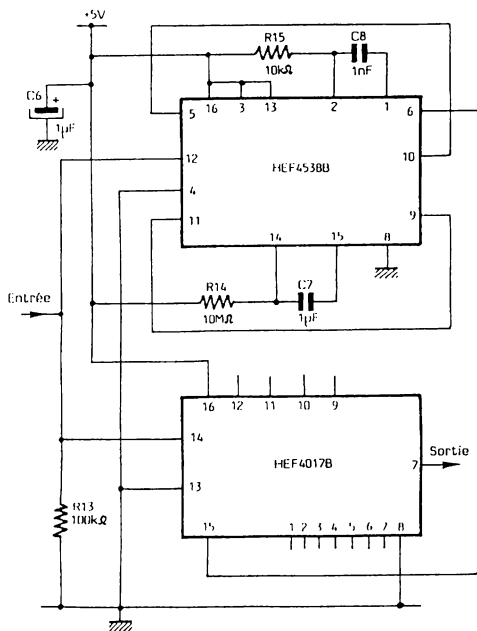 +5V
R15
10kΩ
C8
1nF
C6
+
1µF
16 3 13 2 1
5
6
12
10
HEF4538B
4
11
9
14 15 8
Entrée
R14
10MΩ
C7
1µF
16 12 11 10 9
14
Sortie
HEF4017B
7
13
R13
100kΩ
15 1 2 3 4 5 6 7 8